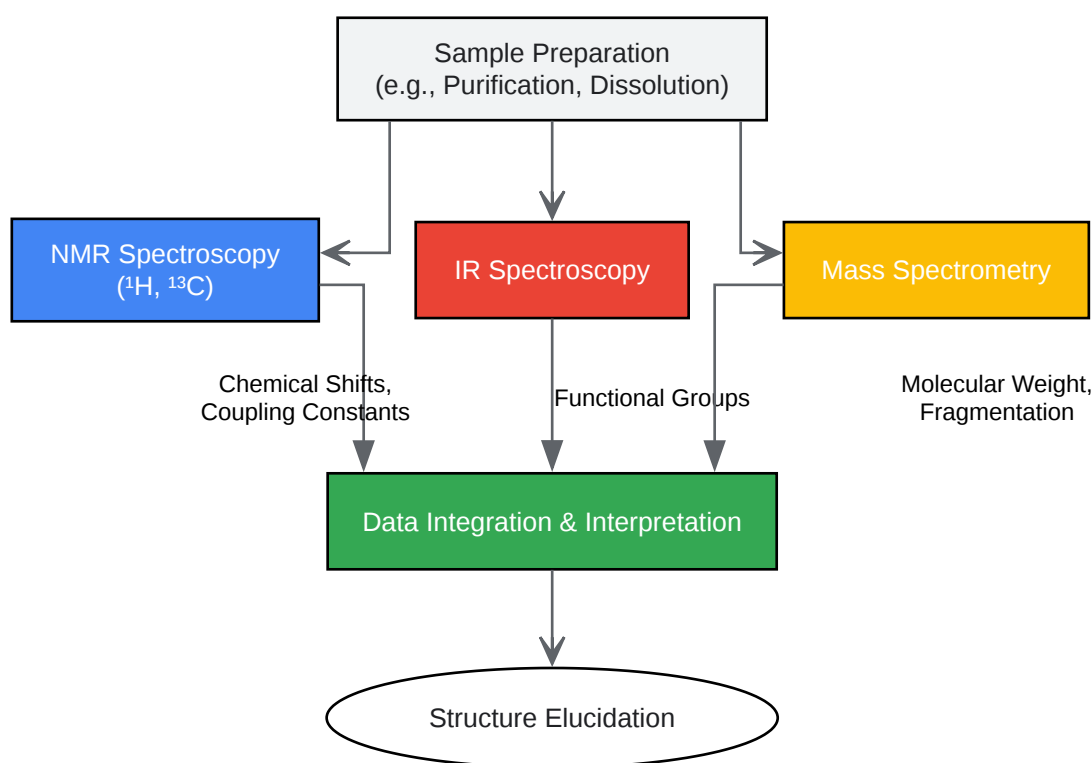 Sample Preparation
(e.g., Purification, Dissolution)
NMR Spectroscopy
(¹H, ¹³C)
IR Spectroscopy
Mass Spectrometry
Chemical Shifts,
Coupling Constants
Functional Groups
Molecular Weight,
Fragmentation
Data Integration & Interpretation
Structure Elucidation